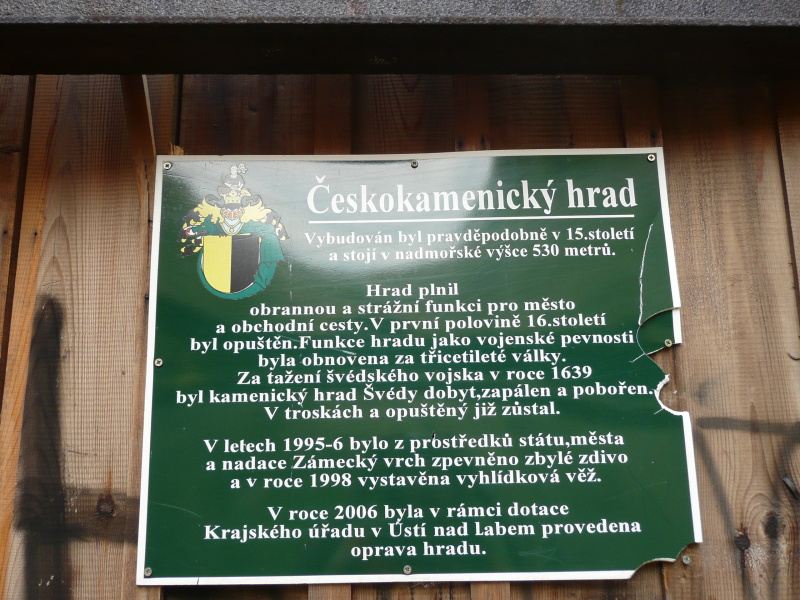 Českokamenický hrad
Vybudován byl pravděpodobně v 15.století
a stojí v nadmořské výšce 530 metrů.
Hrad plnil
obrannou a strážní funkci pro město
a obchodní cesty.V první polovině 16.století
byl opuštěn.Funkce hradu jako vojenské pevnosti
byla obnovena za třicetileté války.
Za tažení švédského vojska v roce 1639
byl kamenický hrad Švédy dobyt,zapálen a pobořen.
V troskách a opuštěný již zůstal.
V letech 1995-6 bylo z prostředků státu,města
a nadace Zámecký vrch zpevněno zbylé zdivo
a v roce 1998 vystavěna vyhlídková věž.
V roce 2006 byla v rámci dotace
Krajského úřadu v Ústí nad Labem provedena
oprava hradu.